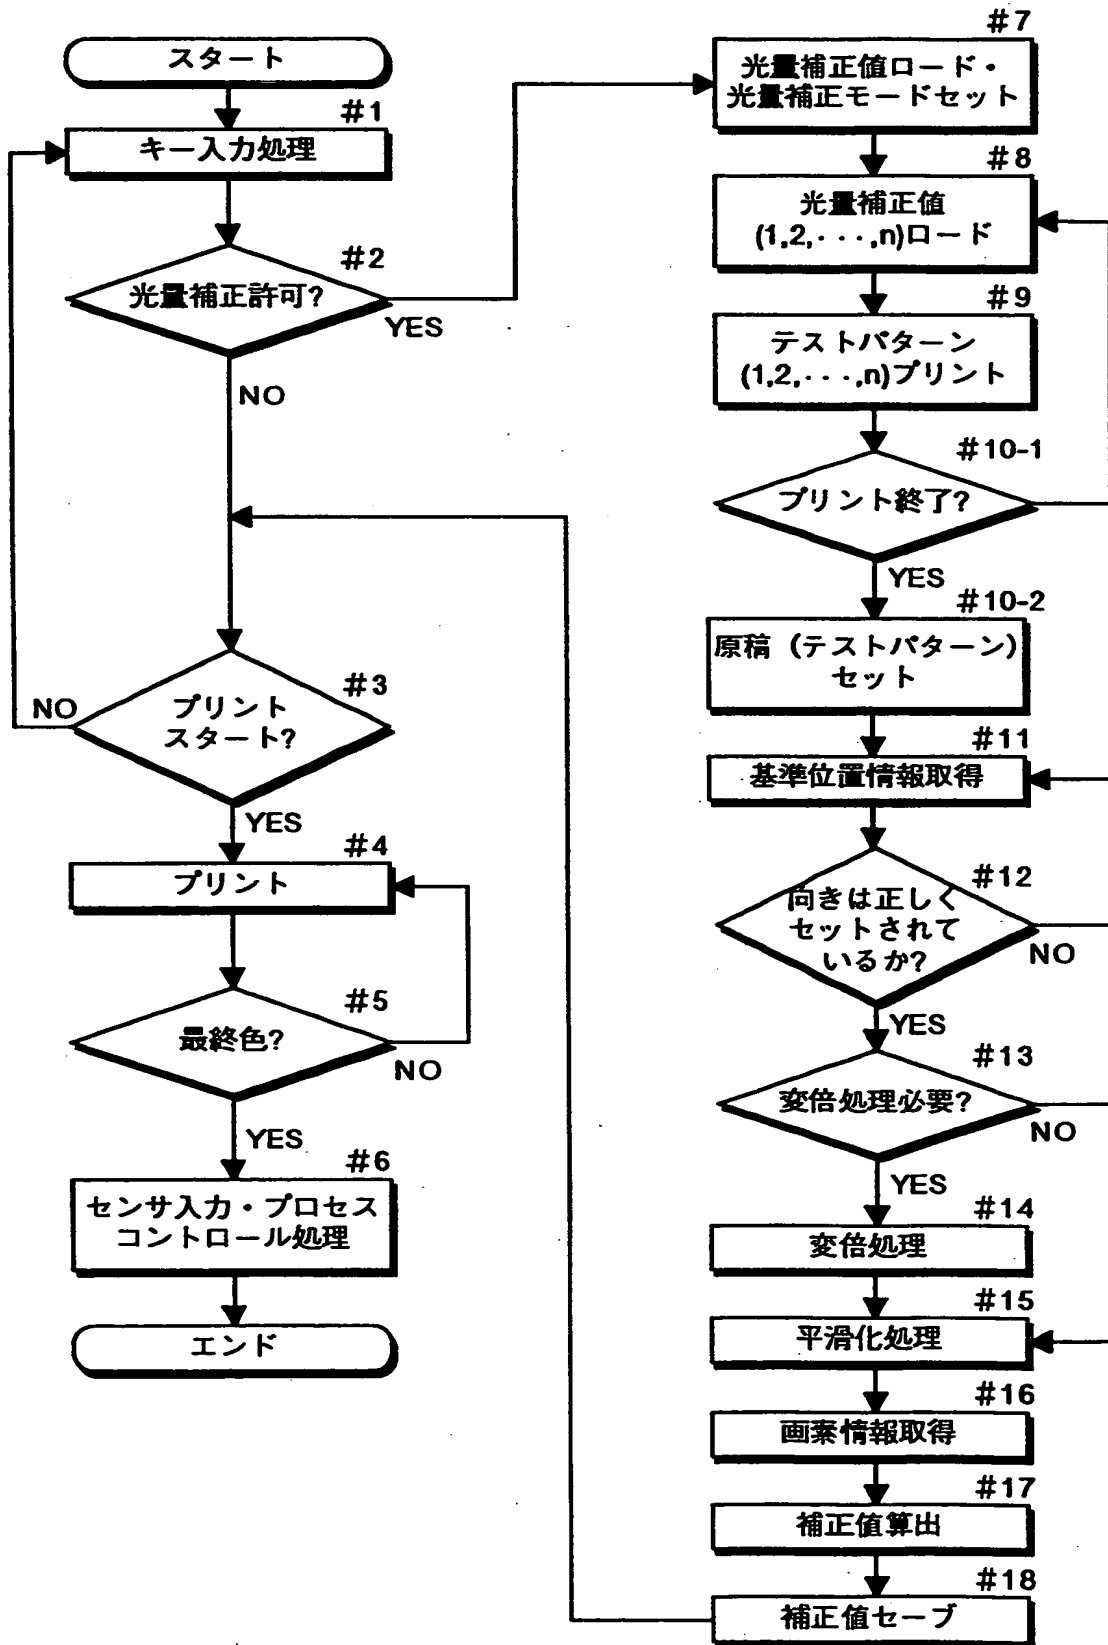 スタート
#1
キー入力処理
#2
光量補正許可?
YES
NO
#3
プリント
スタート?
NO
YES
#4
プリント
#5
最終色?
NO
YES
#6
センサ入力・プロセス
コントロール処理
エンド
#7
光量補正値ロード・
光量補正モードセット
#8
光量補正値
(1,2,・・・,n)ロード
#9
テストパターン
(1,2,・・・,n)プリント
#10-1
プリント終了?
YES
#10-2
原稿（テストパターン）
セット
#11
基準位置情報取得
#12
向きは正しく
セットされて
いるか?
NO
YES
#13
変倍処理必要?
NO
YES
#14
変倍処理
#15
平滑化処理
#16
画素情報取得
#17
補正値算出
#18
補正値セーブ